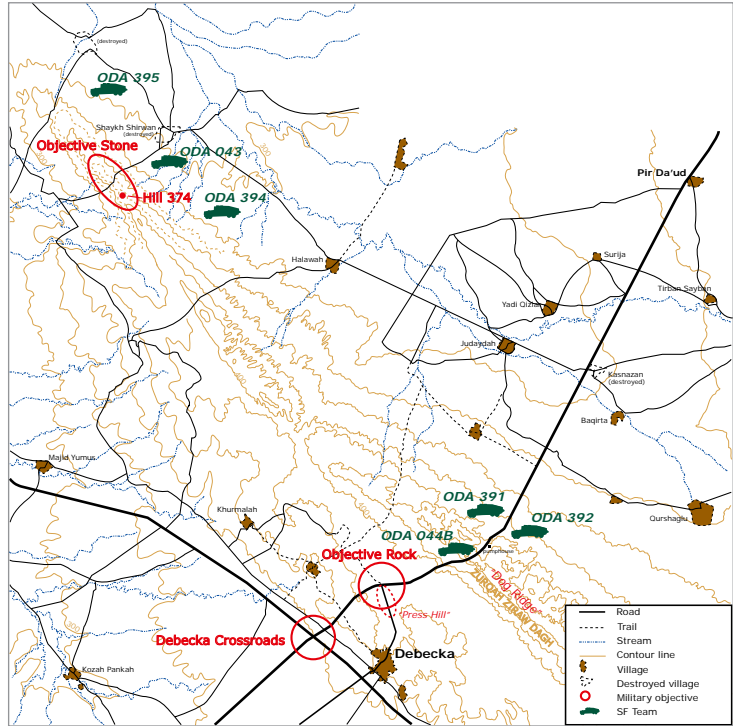 (destroyed)
ODA 395
Shaykh Shirwan
(destroyed)
300
Objective Stone
ODA 043
Hill 374
ODA 394
Pir Da'ud
Halawah
Surija
Tirban Sayban
Yadi Qizlar
Judaydah
Kasnazan
(destroyed)
Baqirta
Majid Yumus
Khurmalah
ODA 391
ODA 392
Qurshaglu
ODA 044B
pumphouse
Objective Rock
"Dog Ridge"
ZURQAH ZIRAW DAGH
"Press Hill"
Debecka Crossroads
Debecka
Kozah Pankah
Road
Trail
Stream
Contour line
Village
Destroyed village
Military objective
SF Team